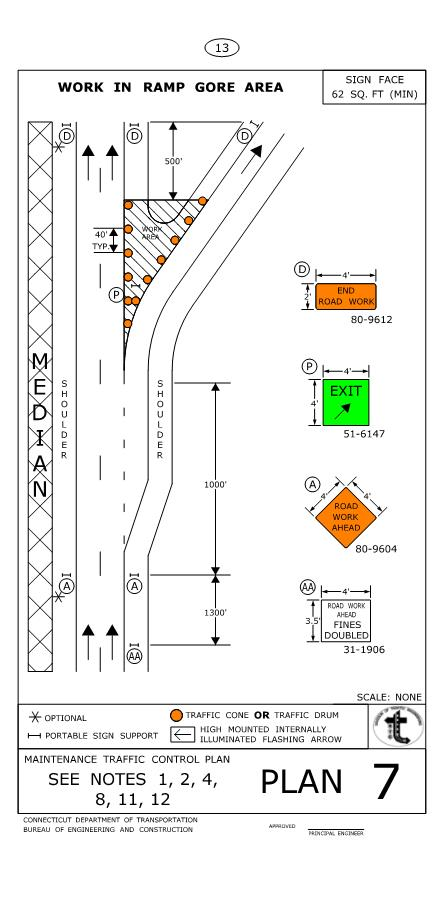 13
WORK IN RAMP GORE AREA
SIGN FACE
62 SQ. FT (MIN)
D
D
D
500'
WORK
AREA
40'
TYP.
P
D
4'
2'
END
ROAD WORK
80-9612
P
4'
4'
EXIT
51-6147
MEDIAN
SHOULDER
SHOULDER
1000'
A
4'
4'
ROAD
WORK
AHEAD
80-9604
A
A
1300'
AA
AA
4'
3.5'
ROAD WORK
AHEAD
FINES
DOUBLED
31-1906
SCALE: NONE
OPTIONAL
TRAFFIC CONE OR TRAFFIC DRUM
PORTABLE SIGN SUPPORT
HIGH MOUNTED INTERNALLY
ILLUMINATED FLASHING ARROW
MAINTENANCE TRAFFIC CONTROL PLAN
SEE NOTES 1, 2, 4,
8, 11, 12
PLAN 7
CONNECTICUT DEPARTMENT OF TRANSPORTATION
BUREAU OF ENGINEERING AND CONSTRUCTION
APPROVED
PRINCIPAL ENGINEER